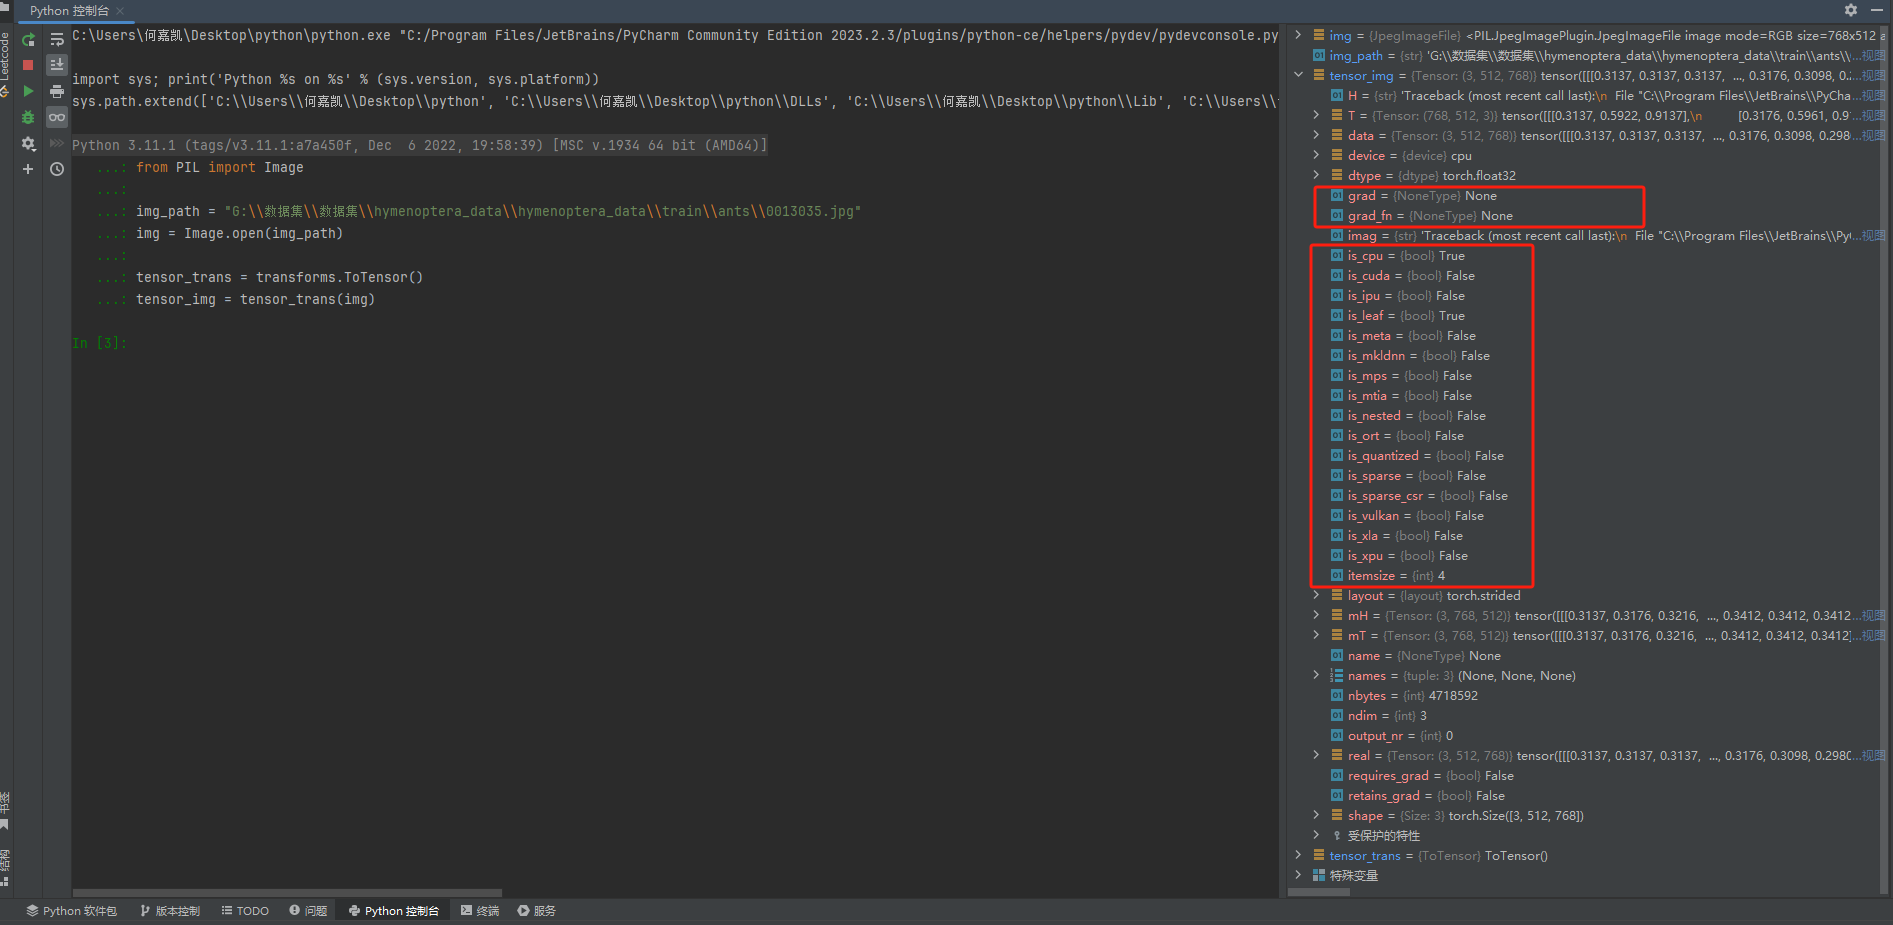 Python 控制台
Leetcode
C:\Users\何嘉凯\Desktop\python\python.exe "C:/Program Files/JetBrains/PyCharm Community Edition 2023.2.3/plugins/python-ce/helpers/pydev/pydevconsole.py
import sys; print('Python %s on %s' % (sys.version, sys.platform))
sys.path.extend(['C:\\Users\\何嘉凯\\Desktop\\python', 'C:\\Users\\何嘉凯\\Desktop\\python\\DLLs', 'C:\\Users\\何嘉凯\\Desktop\\python\\Lib', 'C:\\Users\\
Python 3.11.1 (tags/v3.11.1:a7a450f, Dec  6 2022, 19:58:39) [MSC v.1934 64 bit (AMD64)]
...: from PIL import Image
...:
...: img_path = "G:\\数据集\\数据集\\hymenoptera_data\\hymenoptera_data\\train\\ants\\0013035.jpg"
...: img = Image.open(img_path)
...:
...: tensor_trans = transforms.ToTensor()
...: tensor_img = tensor_trans(img)
In [3]:
img = {JpegImageFile} <PIL.JpegImagePlugin.JpegImageFile image mode=RGB size=768x512 a
img_path = {str} 'G:\\数据集\\数据集\\hymenoptera_data\\hymenoptera_data\\train\\ants\\...视图
tensor_img = {Tensor: (3, 512, 768)} tensor([[[0.3137, 0.3137, 0.3137,  ..., 0.3176, 0.3098, 0.2...视图
H = {str} 'Traceback (most recent call last):\n  File "C:\\Program Files\\JetBrains\\PyCha...视图
T = {Tensor: (768, 512, 3)} tensor([[[0.3137, 0.5922, 0.9137],\n         [0.3176, 0.5961, 0.9...视图
data = {Tensor: (3, 512, 768)} tensor([[[0.3137, 0.3137, 0.3137,  ..., 0.3176, 0.3098, 0.298...视图
device = {device} cpu
dtype = {dtype} torch.float32
grad = {NoneType} None
grad_fn = {NoneType} None
imag = {str} 'Traceback (most recent call last):\n  File "C:\\Program Files\\JetBrains\\Py...视图
is_cpu = {bool} True
is_cuda = {bool} False
is_ipu = {bool} False
is_leaf = {bool} True
is_meta = {bool} False
is_mkldnn = {bool} False
is_mps = {bool} False
is_mtia = {bool} False
is_nested = {bool} False
is_ort = {bool} False
is_quantized = {bool} False
is_sparse = {bool} False
is_sparse_csr = {bool} False
is_vulkan = {bool} False
is_xla = {bool} False
is_xpu = {bool} False
itemsize = {int} 4
layout = {layout} torch.strided
mH = {Tensor: (3, 768, 512)} tensor([[[0.3137, 0.3176, 0.3216,  ..., 0.3412, 0.3412, 0.3412...视图
mT = {Tensor: (3, 768, 512)} tensor([[[0.3137, 0.3176, 0.3216,  ..., 0.3412, 0.3412, 0.3412]...视图
name = {NoneType} None
names = {tuple: 3} (None, None, None)
nbytes = {int} 4718592
ndim = {int} 3
output_nr = {int} 0
real = {Tensor: (3, 512, 768)} tensor([[[0.3137, 0.3137, 0.3137,  ..., 0.3176, 0.3098, 0.2980...视图
requires_grad = {bool} False
retains_grad = {bool} False
shape = {Size: 3} torch.Size([3, 512, 768])
受保护的特性
tensor_trans = {ToTensor} ToTensor()
特殊变量
书签
结构
Python 软件包
版本控制
TODO
问题
Python 控制台
终端
服务